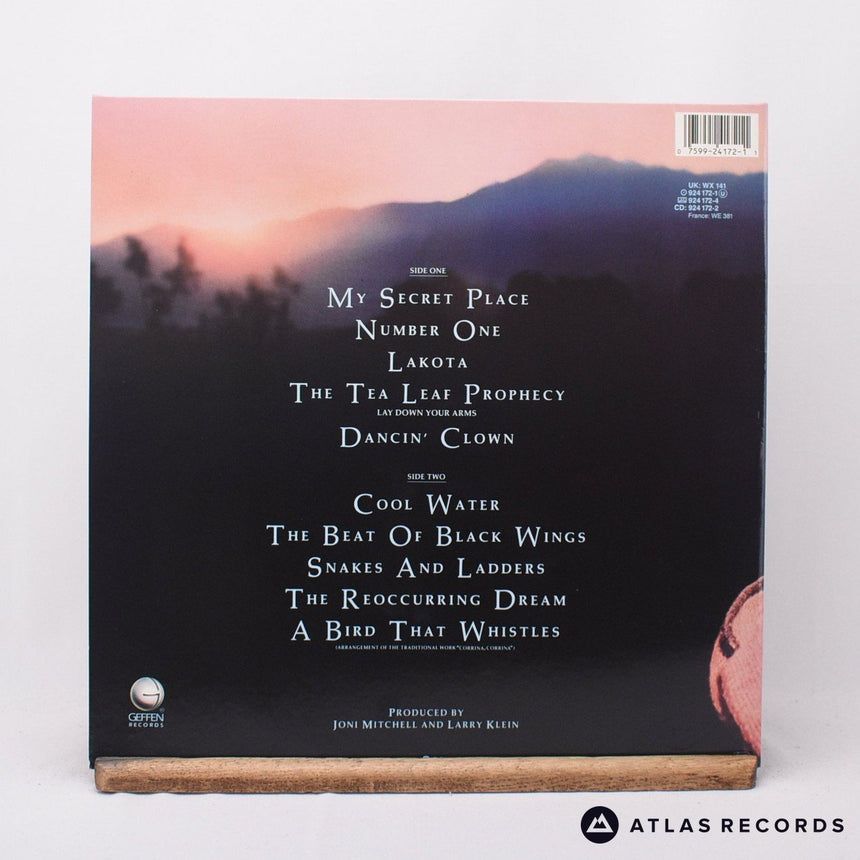 0 7599-24172-1 1
UK: WX 141
924 172-1
924 172-4
CD: 924 172-2
France: WE 381
SIDE ONE
MY SECRET PLACE
NUMBER ONE
LAKOTA
THE TEA LEAF PROPHECY
LAY DOWN YOUR ARMS
DANCIN' CLOWN
SIDE TWO
COOL WATER
THE BEAT OF BLACK WINGS
SNAKES AND LADDERS
THE REOCCURRING DREAM
A BIRD THAT WHISTLES
(ARRANGEMENT OF THE TRADITIONAL WORK "CORRINA, CORRINA")
GEFFEN
RECORDS
PRODUCED BY
JONI MITCHELL AND LARRY KLEIN
ATLAS RECORDS